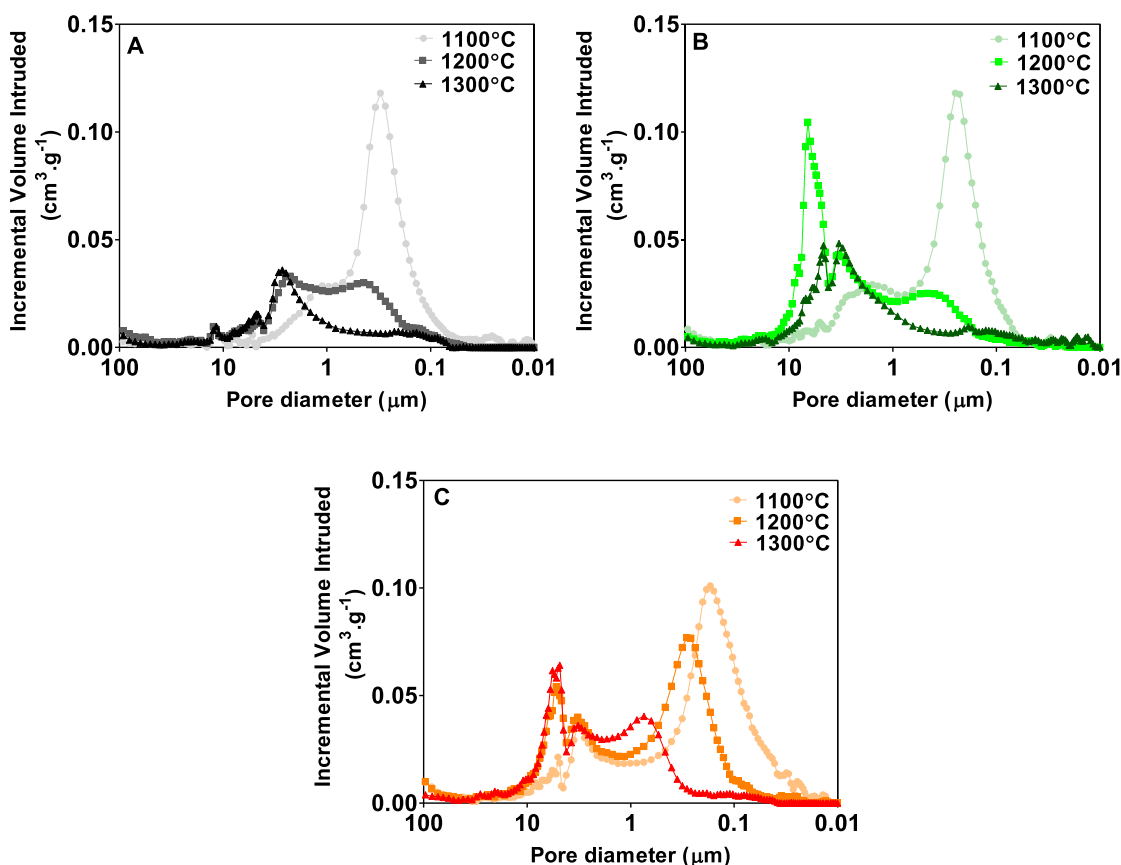 A
0.15
0.10
0.05
0.00
100
10
1
0.1
0.01
Incremental Volume Intruded
(cm³.g⁻¹)
Pore diameter (μm)
1100°C
1200°C
1300°C
B
0.15
0.10
0.05
0.00
100
10
1
0.1
0.01
Incremental Volume Intruded
(cm³.g⁻¹)
Pore diameter (μm)
1100°C
1200°C
1300°C
C
0.15
0.10
0.05
0.00
100
10
1
0.1
0.01
Incremental Volume Intruded
(cm³.g⁻¹)
Pore diameter (μm)
1100°C
1200°C
1300°C